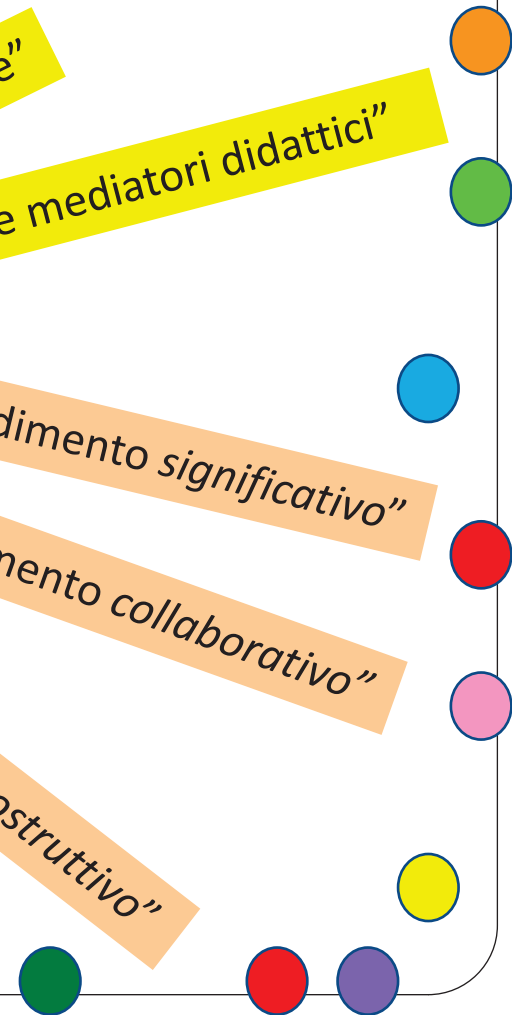 e”
e mediatori didattici”
dimento significativo”
mento collaborativo”
ostruttivo”